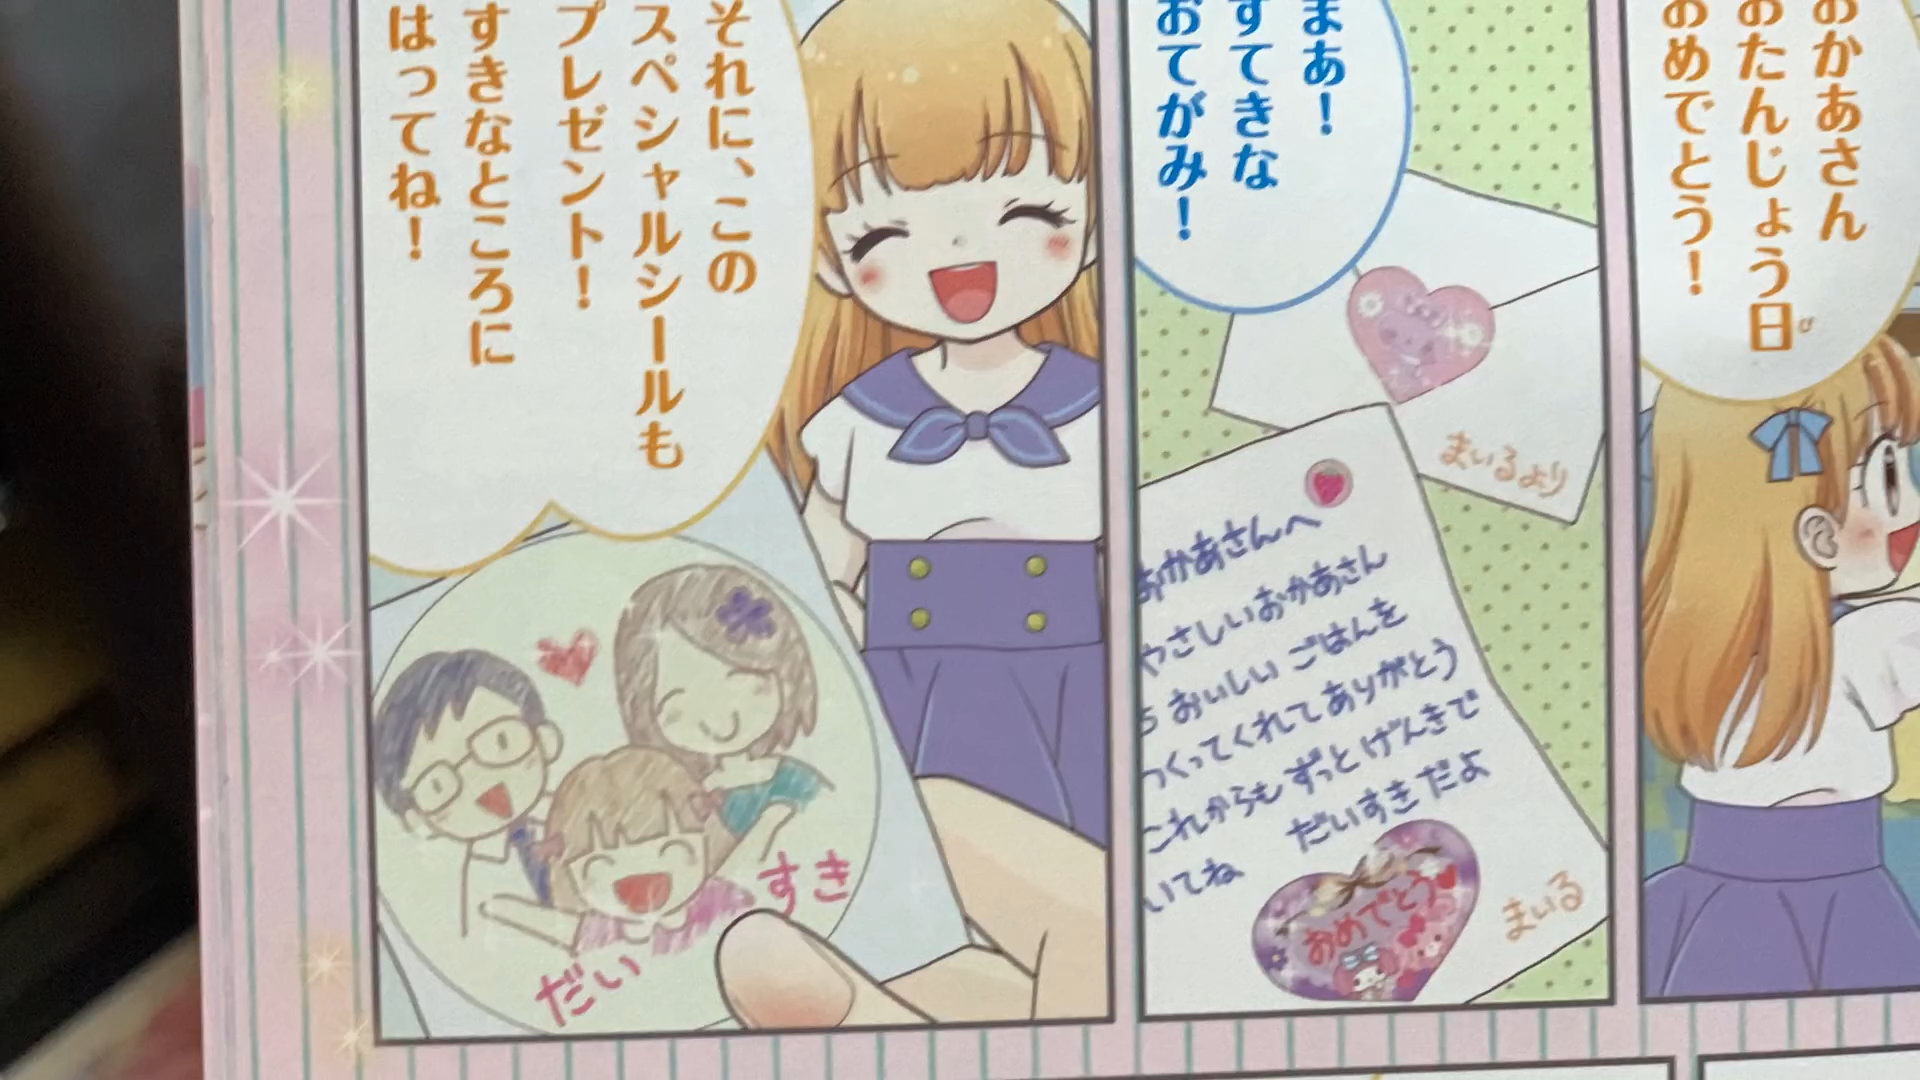 おかあさん
おたんじょう日
び
おめでとう!
まあ!
すてきな
おてがみ!
まいるより
おかあさんへ
やさしいおかあさん
おいしい ごはんを
つくってくれてありがとう
これからも ずっと げんきで
いてね だいすきだよ
おめでとう
まいる
それに、この
スペシャルシールも
プレゼント!
すきなところに
はってね!
だい
すき